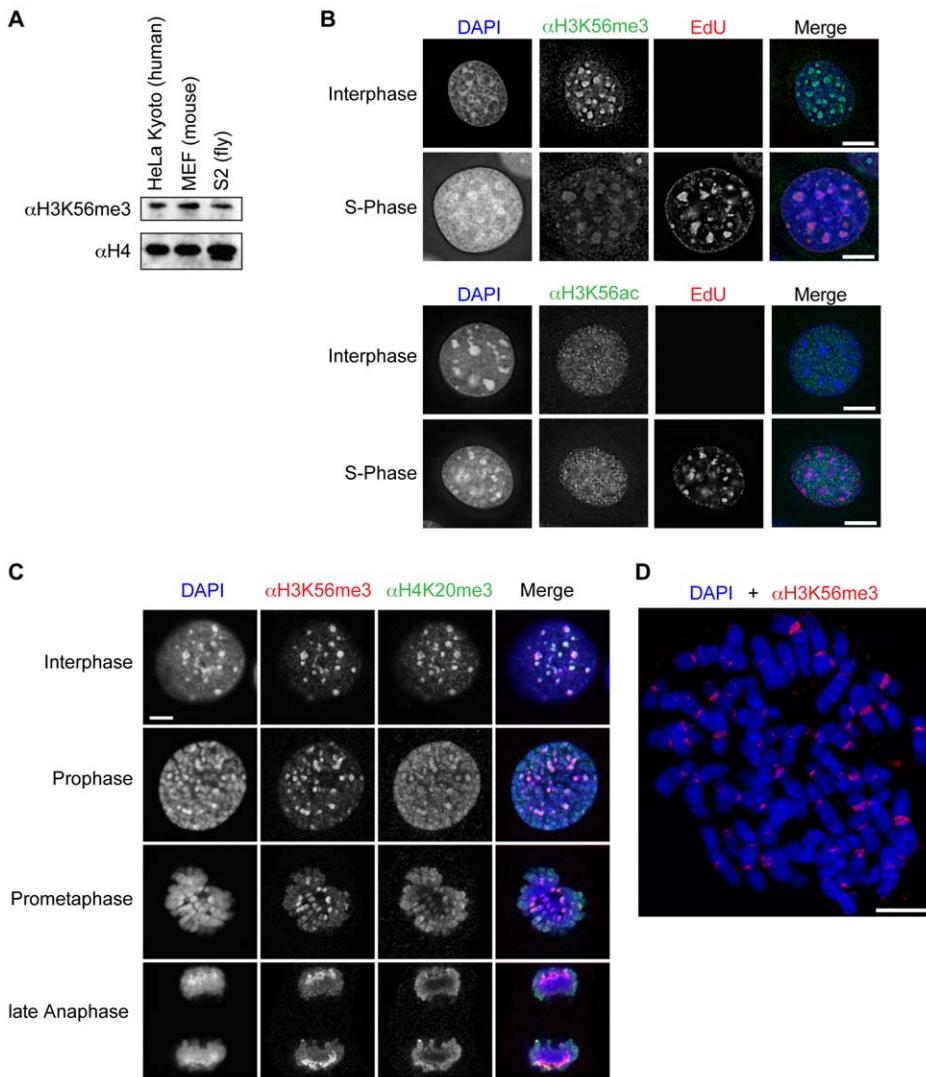 A
HeLa Kyoto (human)
MEF (mouse)
S2 (fly)
αH3K56me3
αH4
B
DAPI αH3K56me3 EdU Merge
Interphase
S-Phase
DAPI αH3K56ac EdU Merge
Interphase
S-Phase
C
DAPI αH3K56me3 αH4K20me3 Merge
Interphase
Prophase
Prometaphase
late Anaphase
D
DAPI + αH3K56me3